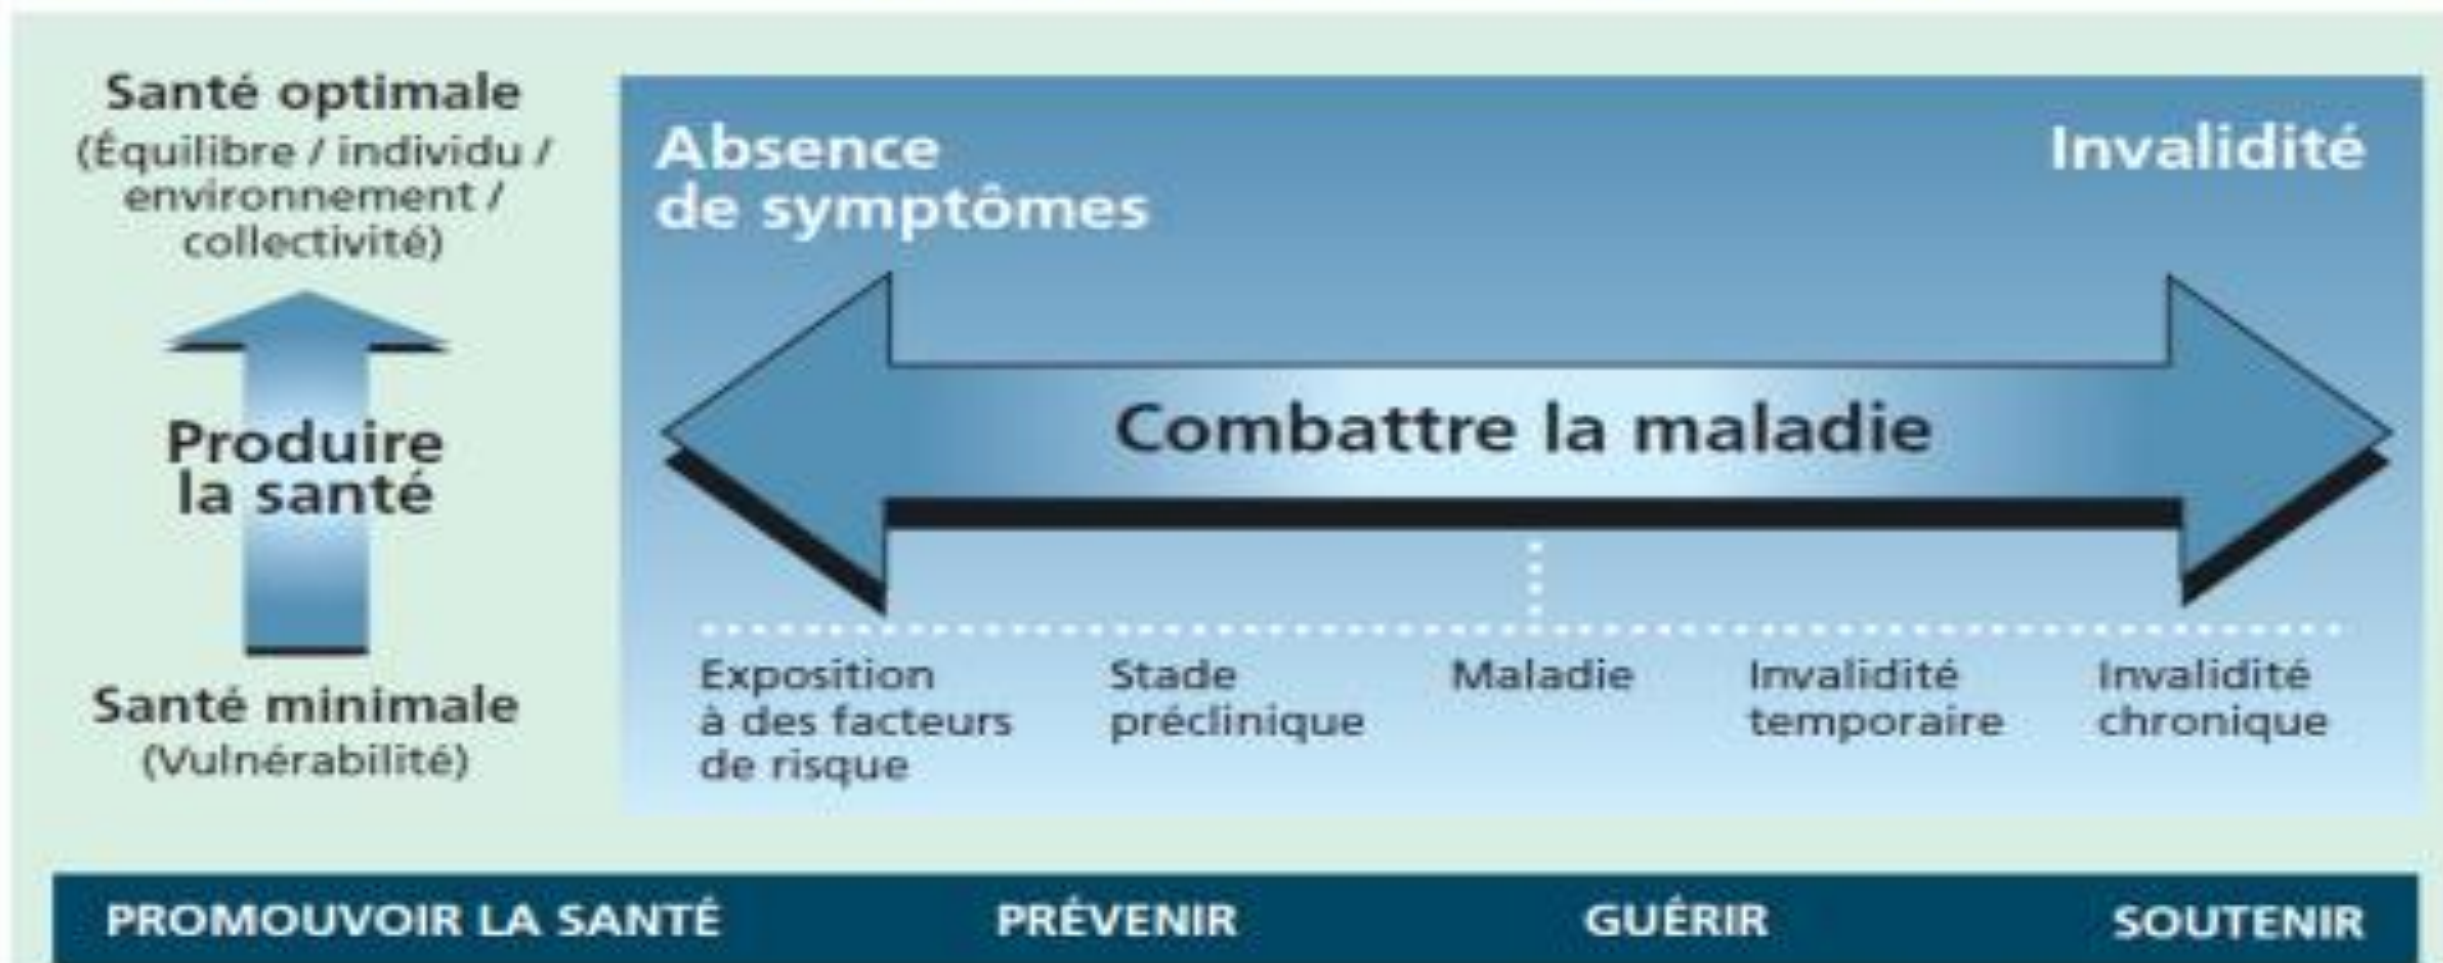 Santé optimale
(Équilibre / individu /
environnement /
collectivité)
Produire
la santé
Santé minimale
(Vulnérabilité)
Absence
de symptômes
Invalidité
Combattre la maladie
Exposition
à des facteurs
de risque
Stade
préclinique
Maladie
Invalidité
temporaire
Invalidité
chronique
PROMOUVOIR LA SANTÉ PRÉVENIR GUÉRIR SOUTENIR